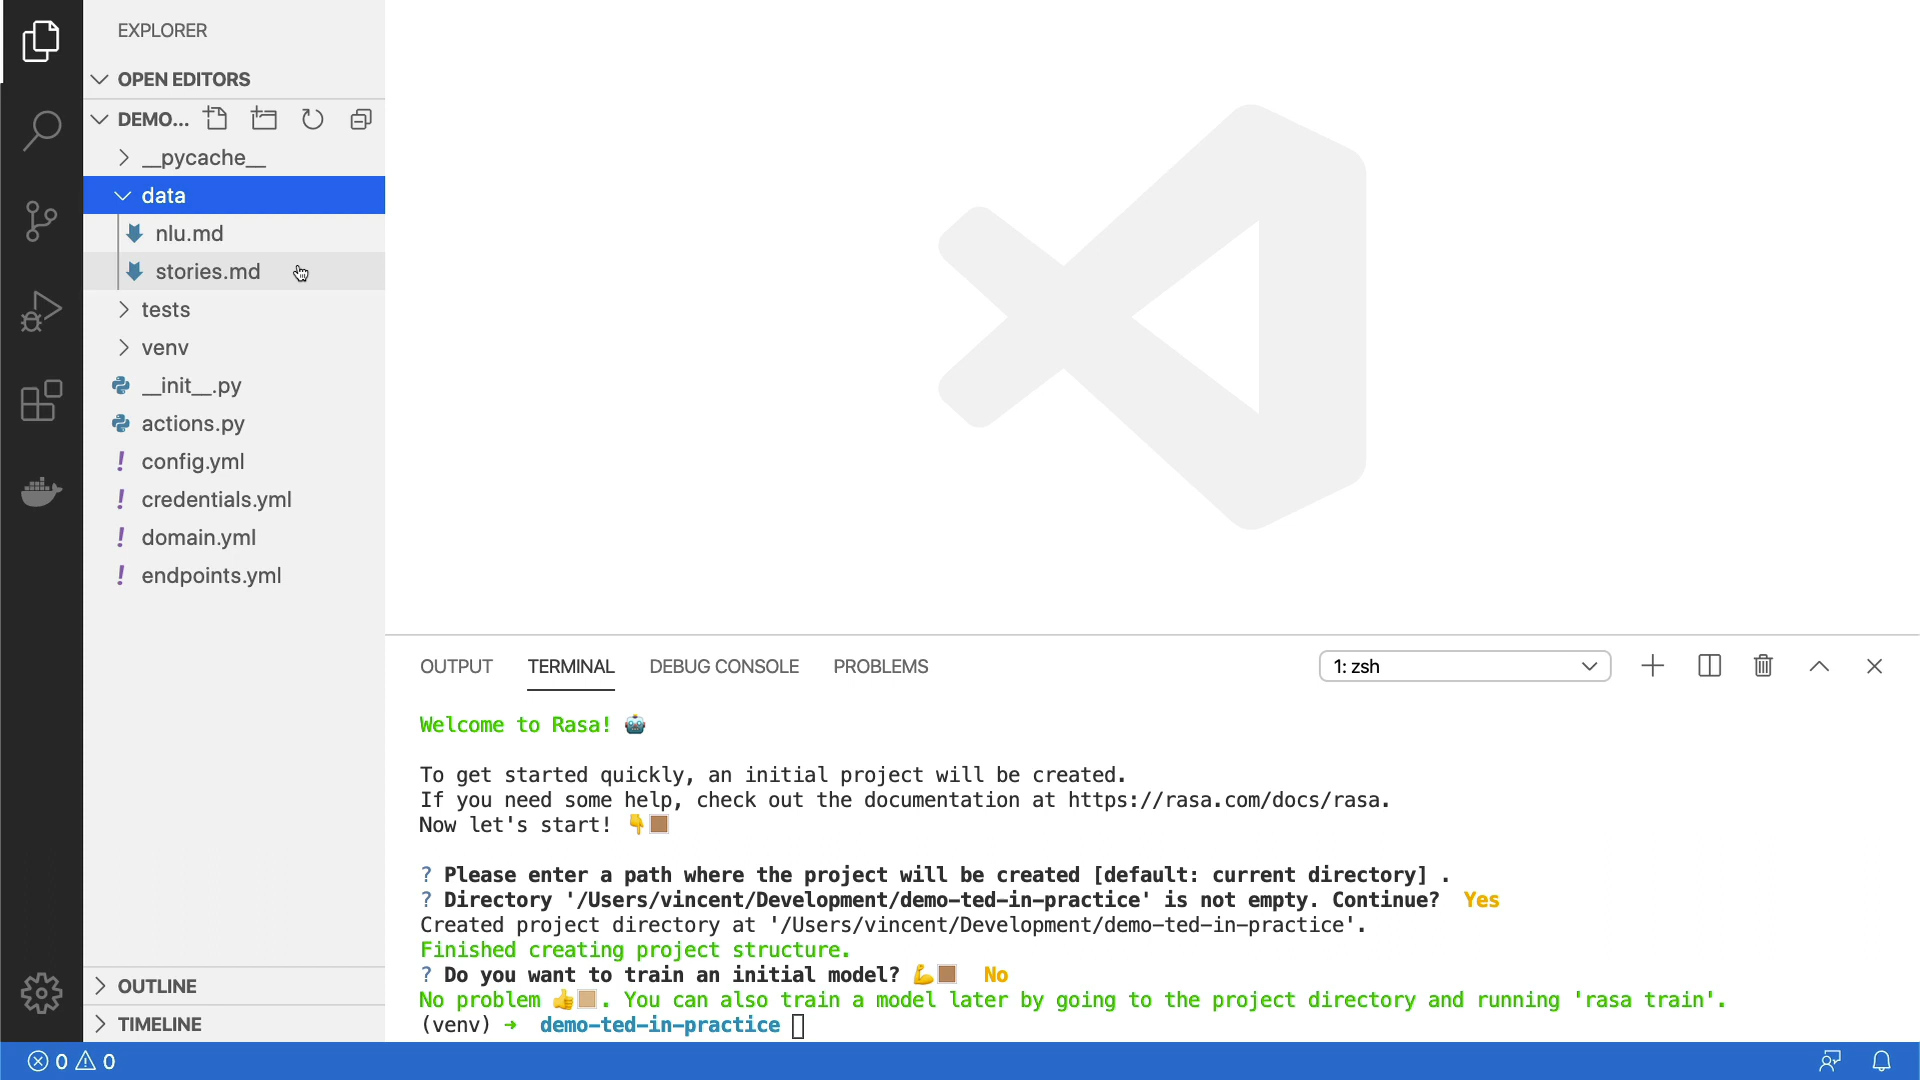 EXPLORER
OPEN EDITORS
DEMO...
__pycache__
data
nlu.md
stories.md
tests
venv
__init__.py
actions.py
config.yml
credentials.yml
domain.yml
endpoints.yml
OUTLINE
TIMELINE
OUTPUT TERMINAL DEBUG CONSOLE PROBLEMS 1: zsh
Welcome to Rasa! 🤖
To get started quickly, an initial project will be created.
If you need some help, check out the documentation at https://rasa.com/docs/rasa.
Now let's start! 👇🏽
? Please enter a path where the project will be created [default: current directory] .
? Directory '/Users/vincent/Development/demo-ted-in-practice' is not empty. Continue? Yes
Created project directory at '/Users/vincent/Development/demo-ted-in-practice'.
Finished creating project structure.
? Do you want to train an initial model? 💪🏽 No
No problem 👍🏼. You can also train a model later by going to the project directory and running 'rasa train'.
(venv) → demo-ted-in-practice
0 0